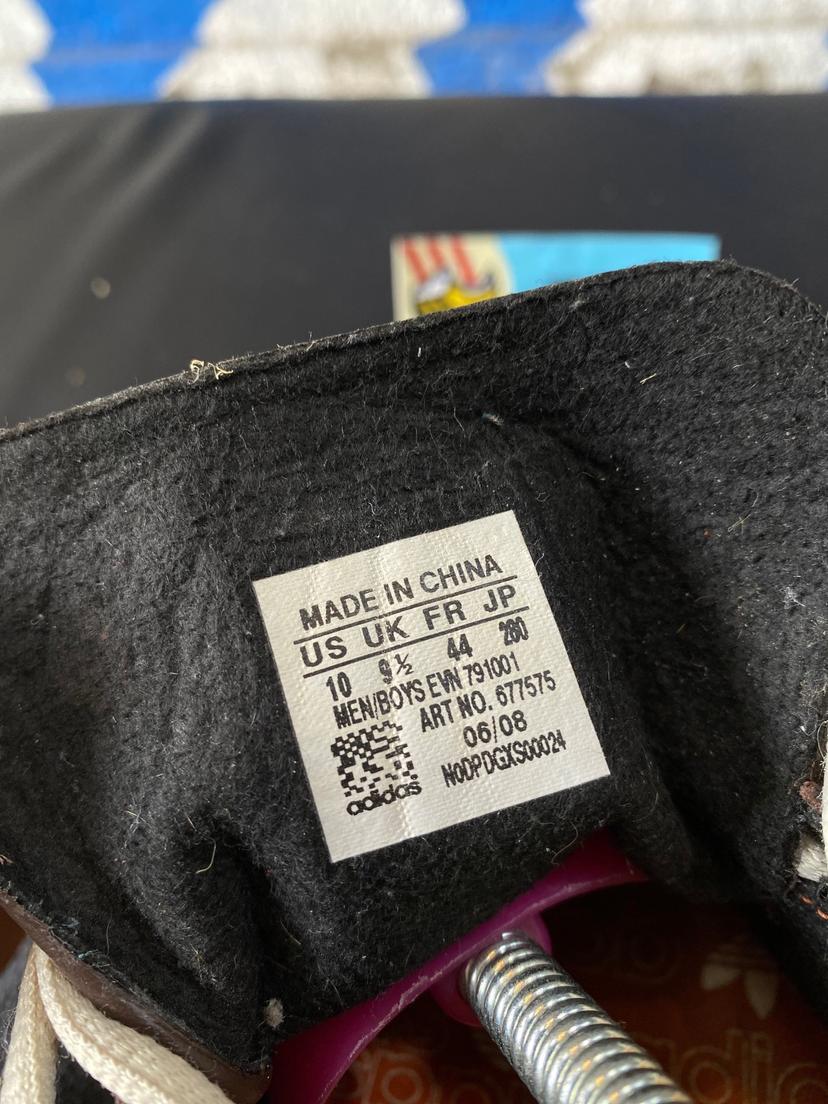 MADE IN CHINA
US UK FR JP
10 9½ 44 280
MEN/BOYS EVN 791001
ART NO. 677575
06/08
N0DPDGXS00024
adidas
adidas